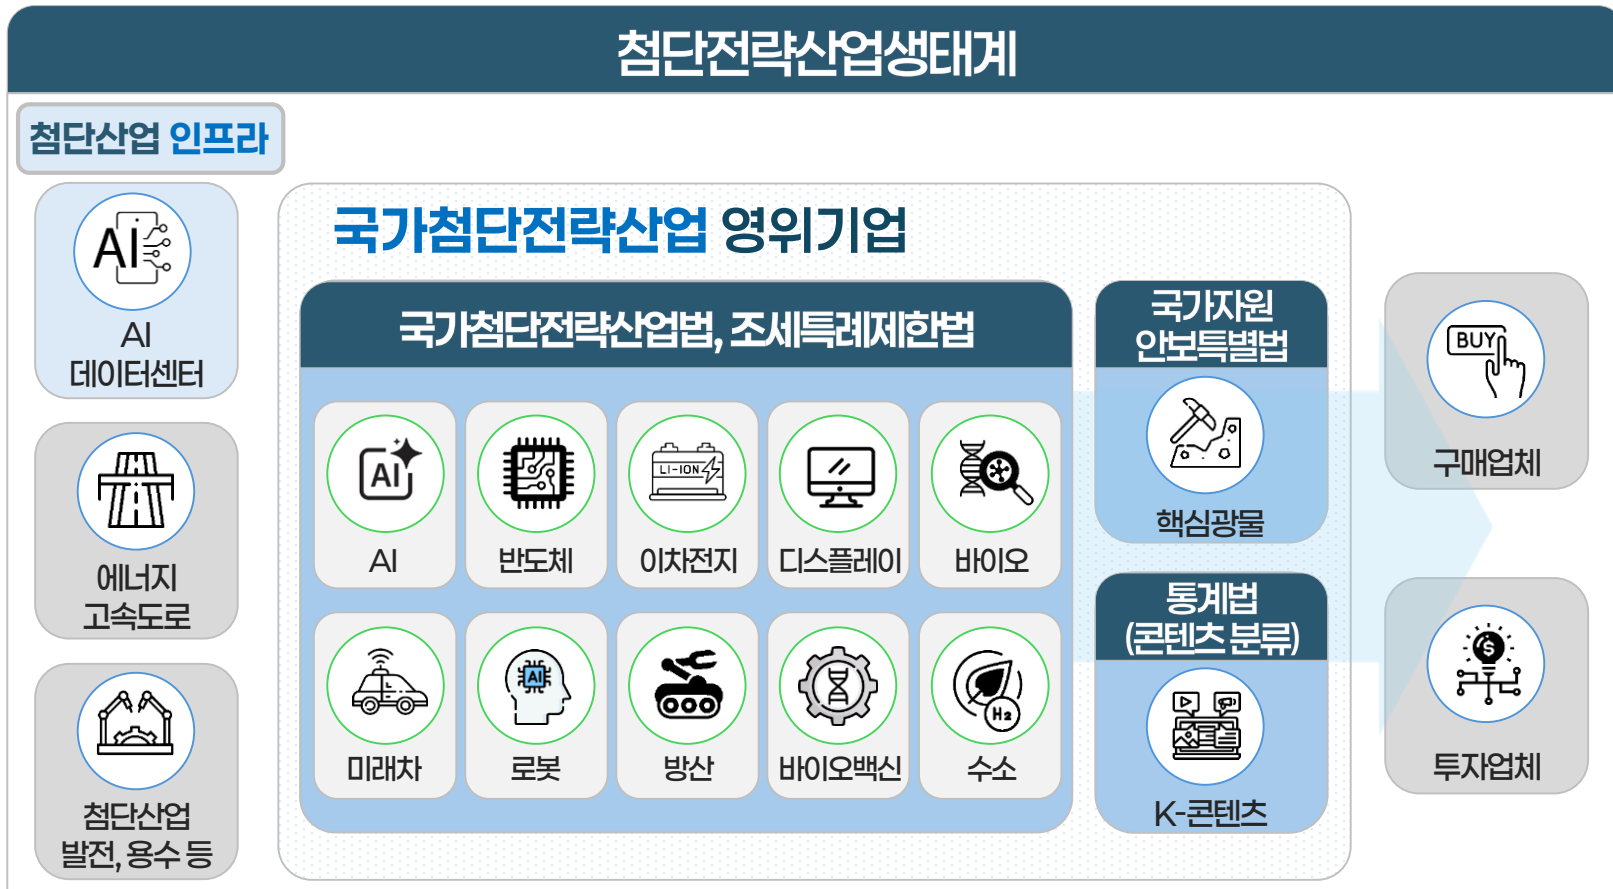 첨단전략산업생태계
첨단산업 인프라
AI
AI
데이터센터
에너지
고속도로
첨단산업
발전, 용수 등
국가첨단전략산업 영위기업
국가첨단전략산업법, 조세특례제한법
AI
AI
반도체
LI-ION
이차전지
디스플레이
바이오
미래차
AI
로봇
방산
바이오백신
H₂
수소
국가자원
안보특별법
핵심광물
통계법
(콘텐츠 분류)
K-콘텐츠
BUY
구매업체
$
투자업체